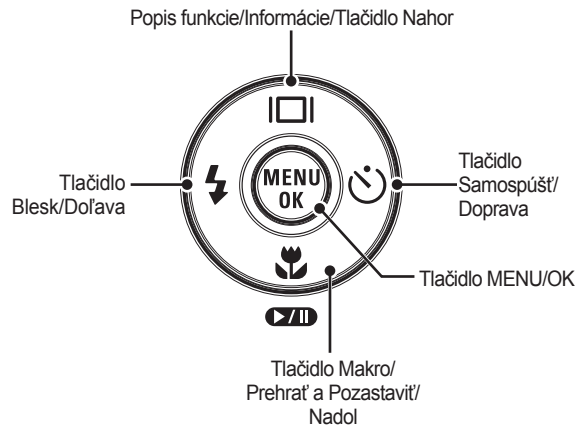 Popis funkcie/Informácie/Tlačidlo Nahor
Tlačidlo
Blesk/Doľava
MENU
OK
Tlačidlo
Samospúšť/
Doprava
Tlačidlo MENU/OK
Tlačidlo Makro/
Prehrať a Pozastaviť/
Nadol